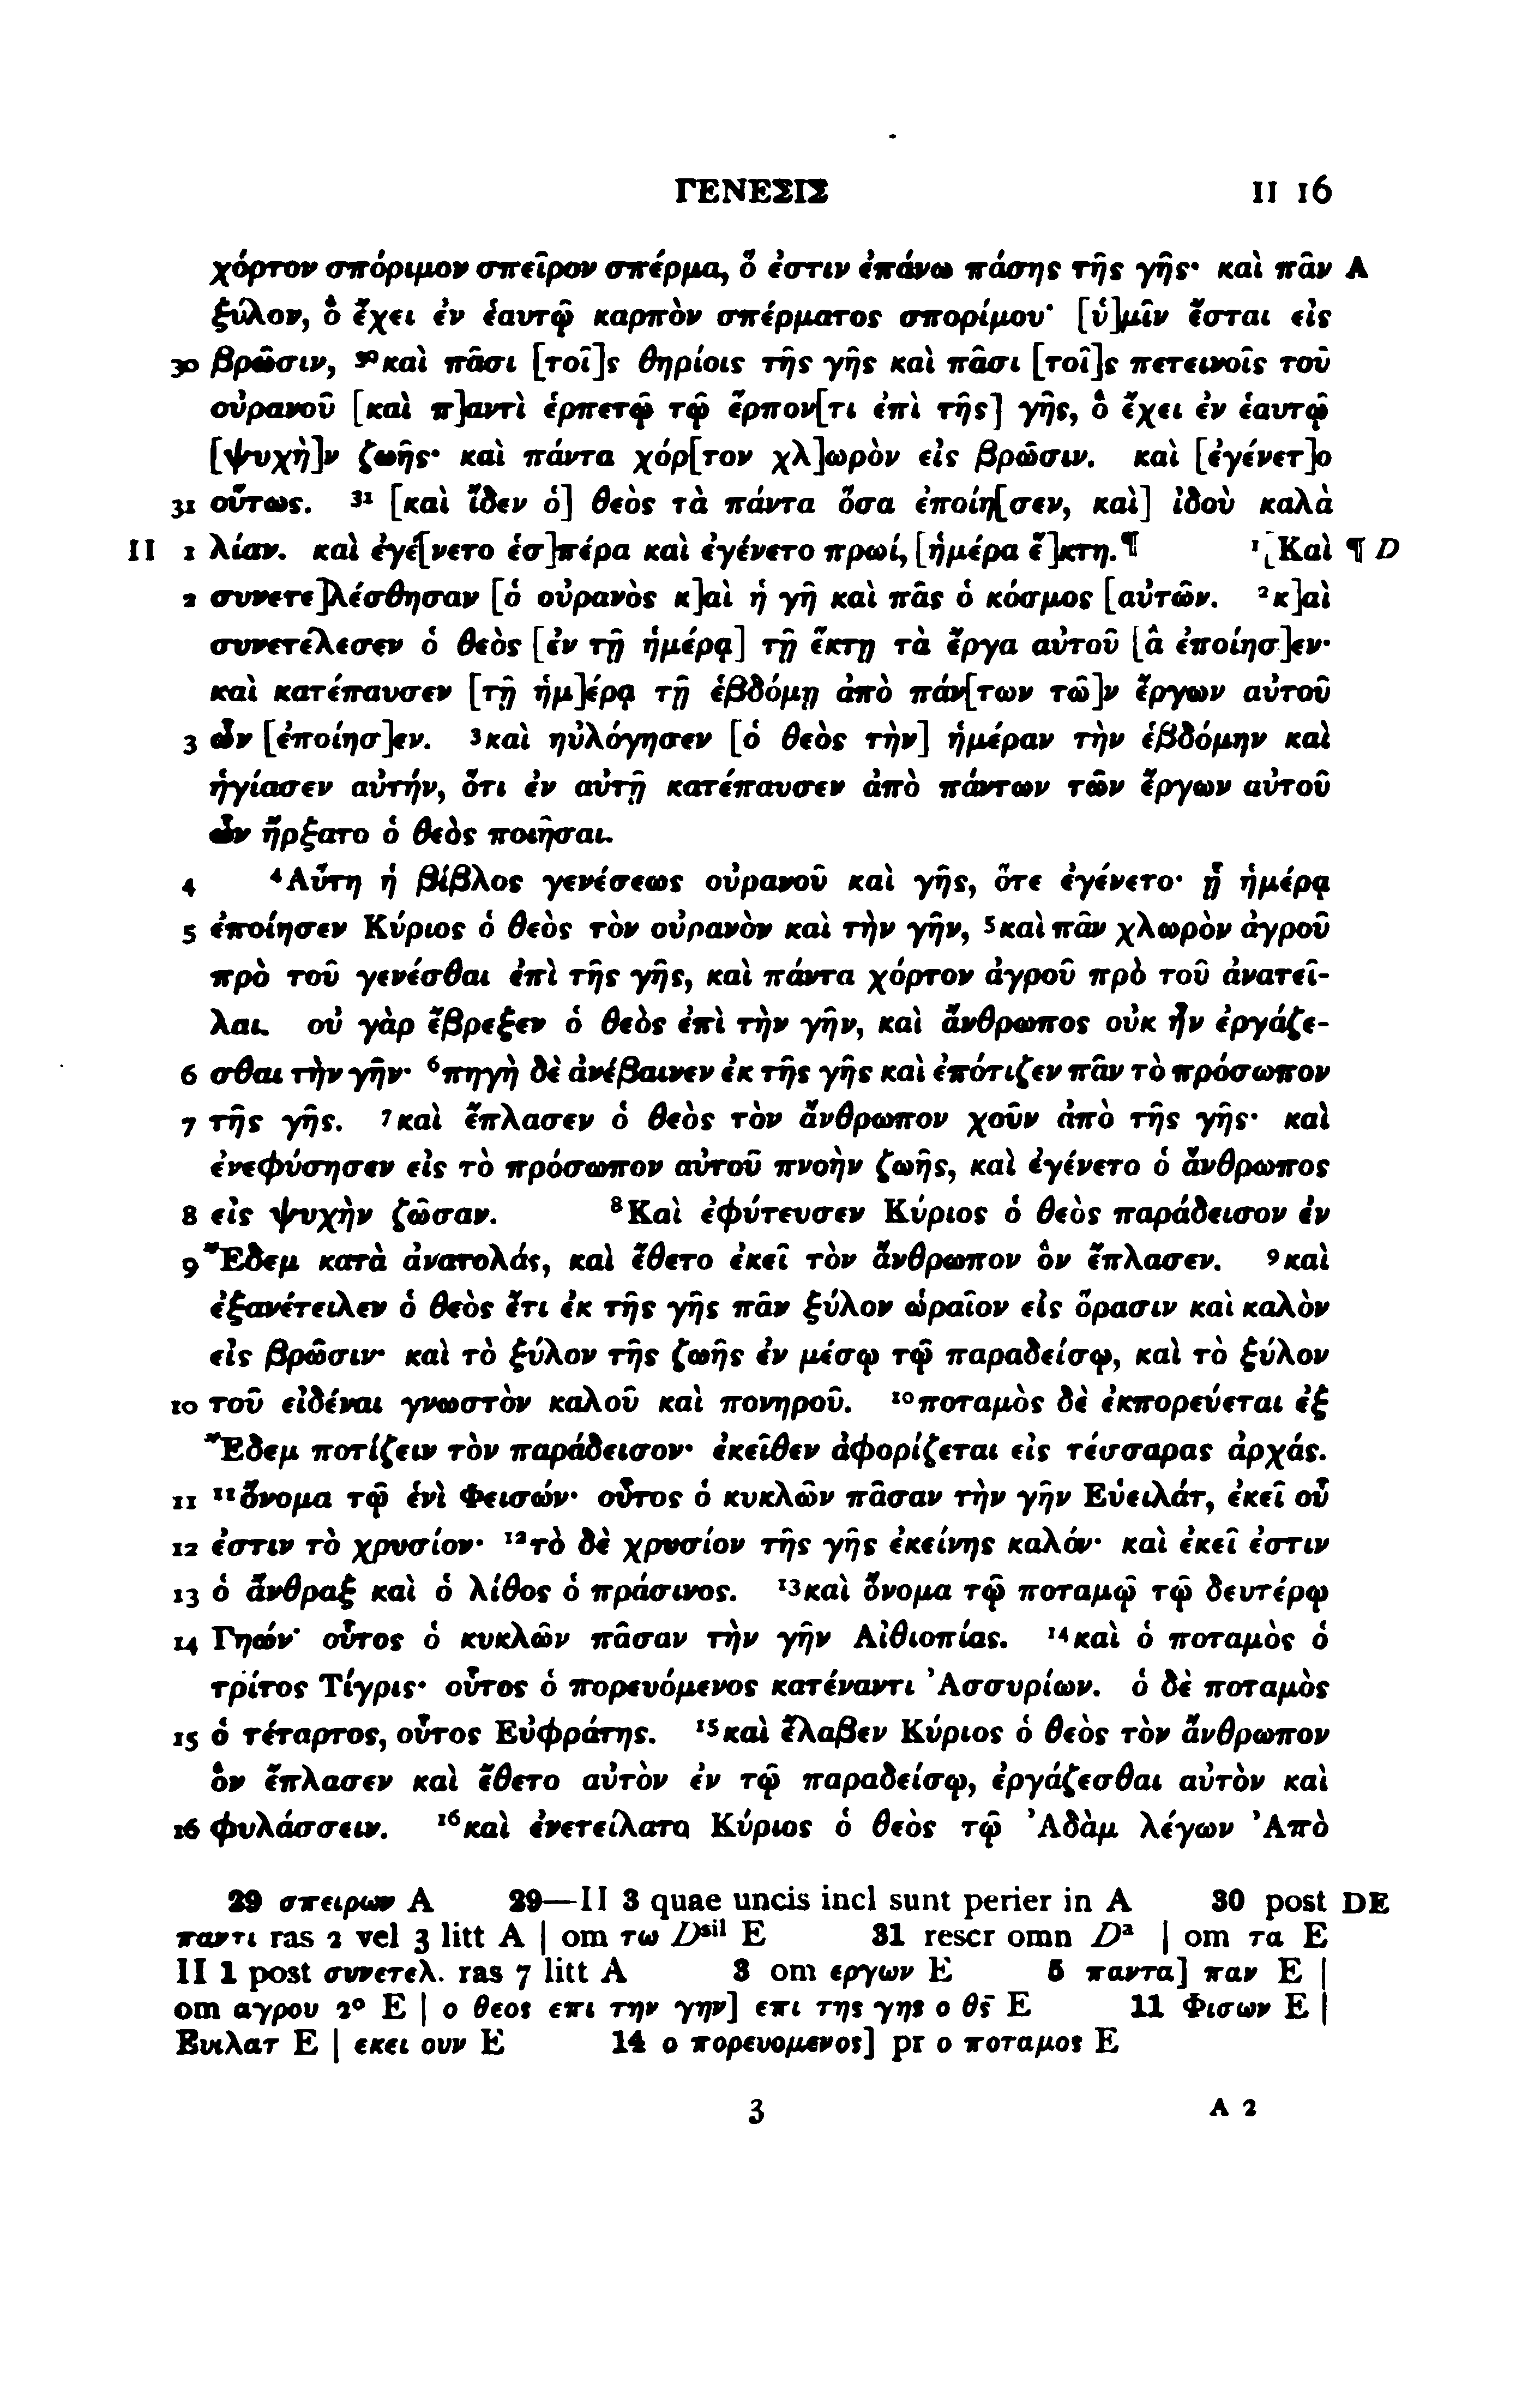 ΓΕΝΕΣΙΣ II 16
χόρτον σπόριμον σπεῖρον σπέρμα, ὅ ἐστιν ἐπάνω πάσης τῆς γῆς· καὶ πᾶν A
ξύλον, ὃ ἔχει ἐν ἑαυτῷ καρπὸν σπέρματος σπορίμου· [ὑ]μῖν ἔσται εἰς
30 βρῶσιν, ³⁰καὶ πᾶσι [τοῖ]ς θηρίοις τῆς γῆς καὶ πᾶσι [τοῖ]ς πετεινοῖς τοῦ
οὐρανοῦ [καὶ π]αντὶ ἑρπετῷ τῷ ἕρπον[τι ἐπὶ τῆς] γῆς, ὃ ἔχει ἐν ἑαυτῷ
[ψυχὴ]ν ζωῆς· καὶ πάντα χόρ[τον χλ]ωρὸν εἰς βρῶσιν. καὶ [ἐγένετ]ο
31 οὕτως. ³¹ [καὶ ἴδεν ὁ] θεὸς τὰ πάντα ὅσα ἐποίη[σεν, καὶ] ἰδοὺ καλὰ
II 1 λίαν. καὶ ἐγέ[νετο ἑσ]πέρα καὶ ἐγένετο πρωί, [ἡμέρα ἕ]κτη.¶ ¹[Καὶ ¶ D
2 συνετε]λέσθησαν [ὁ οὐρανὸς κ]αὶ ἡ γῆ καὶ πᾶς ὁ κόσμος [αὐτῶν. ²κ]αὶ
συνετέλεσεν ὁ θεὸς [ἐν τῇ ἡμέρᾳ] τῇ ἕκτῃ τὰ ἔργα αὐτοῦ [ἃ ἐποίησ]εν·
καὶ κατέπαυσεν [τῇ ἡμ]έρᾳ τῇ ἑβδόμῃ ἀπὸ πάν[των τῶ]ν ἔργων αὐτοῦ
3 ὧν [ἐποίησ]εν. ³καὶ ηὐλόγησεν [ὁ θεὸς τὴν] ἡμέραν τὴν ἑβδόμην καὶ
ἡγίασεν αὐτήν, ὅτι ἐν αὐτῇ κατέπαυσεν ἀπὸ πάντων τῶν ἔργων αὐτοῦ
ὧν ἤρξατο ὁ θεὸς ποιῆσαι.
4 ⁴Αὕτη ἡ βίβλος γενέσεως οὐρανοῦ καὶ γῆς, ὅτε ἐγένετο· ᾗ ἡμέρᾳ
5 ἐποίησεν Κύριος ὁ θεὸς τὸν οὐρανὸν καὶ τὴν γῆν, ⁵καὶ πᾶν χλωρὸν ἀγροῦ
πρὸ τοῦ γενέσθαι ἐπὶ τῆς γῆς, καὶ πάντα χόρτον ἀγροῦ πρὸ τοῦ ἀνατεῖ-
λαι. οὐ γὰρ ἔβρεξεν ὁ θεὸς ἐπὶ τὴν γῆν, καὶ ἄνθρωπος οὐκ ἦν ἐργάζε-
6 σθαι τὴν γῆν· ⁶πηγὴ δὲ ἀνέβαινεν ἐκ τῆς γῆς καὶ ἐπότιζεν πᾶν τὸ πρόσωπον
7 τῆς γῆς. ⁷καὶ ἔπλασεν ὁ θεὸς τὸν ἄνθρωπον χοῦν ἀπὸ τῆς γῆς· καὶ
ἐνεφύσησεν εἰς τὸ πρόσωπον αὐτοῦ πνοὴν ζωῆς, καὶ ἐγένετο ὁ ἄνθρωπος
8 εἰς ψυχὴν ζῶσαν. ⁸Καὶ ἐφύτευσεν Κύριος ὁ θεὸς παράδεισον ἐν
9 Ἔδεμ κατὰ ἀνατολάς, καὶ ἔθετο ἐκεῖ τὸν ἄνθρωπον ὃν ἔπλασεν. ⁹καὶ
ἐξανέτειλεν ὁ θεὸς ἔτι ἐκ τῆς γῆς πᾶν ξύλον ὡραῖον εἰς ὅρασιν καὶ καλὸν
εἰς βρῶσιν· καὶ τὸ ξύλον τῆς ζωῆς ἐν μέσῳ τῷ παραδείσῳ, καὶ τὸ ξύλον
10 τοῦ εἰδέναι γνωστὸν καλοῦ καὶ πονηροῦ. ¹⁰ποταμὸς δὲ ἐκπορεύεται ἐξ
Ἔδεμ ποτίζειν τὸν παράδεισον· ἐκεῖθεν ἀφορίζεται εἰς τέσσαρας ἀρχάς.
11 ¹¹ὄνομα τῷ ἑνὶ Φεισών· οὗτος ὁ κυκλῶν πᾶσαν τὴν γῆν Εὑειλάτ, ἐκεῖ οὗ
12 ἐστιν τὸ χρυσίον· ¹²τὸ δὲ χρυσίον τῆς γῆς ἐκείνης καλόν· καὶ ἐκεῖ ἐστιν
13 ὁ ἄνθραξ καὶ ὁ λίθος ὁ πράσινος. ¹³καὶ ὄνομα τῷ ποταμῷ τῷ δευτέρῳ
14 Γηών· οὗτος ὁ κυκλῶν πᾶσαν τὴν γῆν Αἰθιοπίας. ¹⁴καὶ ὁ ποταμὸς ὁ
τρίτος Τίγρις· οὗτος ὁ πορευόμενος κατέναντι Ἀσσυρίων. ὁ δὲ ποταμὸς
15 ὁ τέταρτος, οὗτος Εὐφράτης. ¹⁵καὶ ἔλαβεν Κύριος ὁ θεὸς τὸν ἄνθρωπον
ὃν ἔπλασεν καὶ ἔθετο αὐτὸν ἐν τῷ παραδείσῳ, ἐργάζεσθαι αὐτὸν καὶ
16 φυλάσσειν. ¹⁶καὶ ἐνετείλατο Κύριος ὁ θεὸς τῷ Ἀδὰμ λέγων Ἀπὸ
29 σπειρων A 29—II 3 quae uncis incl sunt perier in A 30 post DE
παντι ras 2 vel 3 litt A | om τω Dˢⁱˡ E 31 rescr omn Dᵃ | om τα E
II 1 post συνετελ. ras 7 litt A 3 om εργων E 5 παντα] παν E |
om αγρου 2° E | ο θεος επι την γην] επι της γης ο θς̄ E 11 Φισων E |
Ευιλατ E | εκει ουν E 14 ο πορευομενος] pr ο ποταμος E
3 A 2